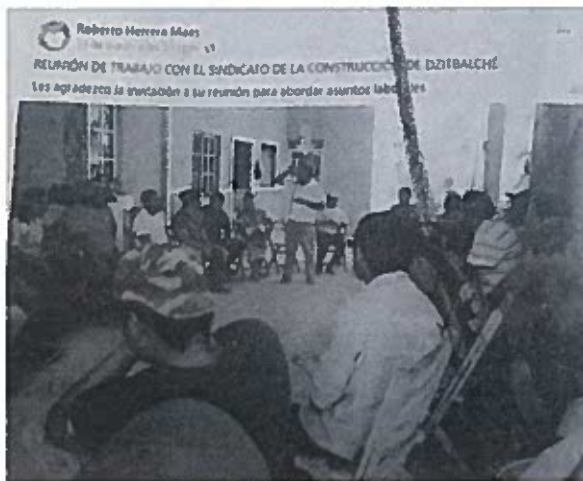 Roberto Herrera Maas
REUNIÓN DE TRABAJO CON EL SINDICATO DE LA CONSTRUCCIÓN DE DZITBALCHÉ
Les agradezco la invitación a su reunión para abordar asuntos laborales